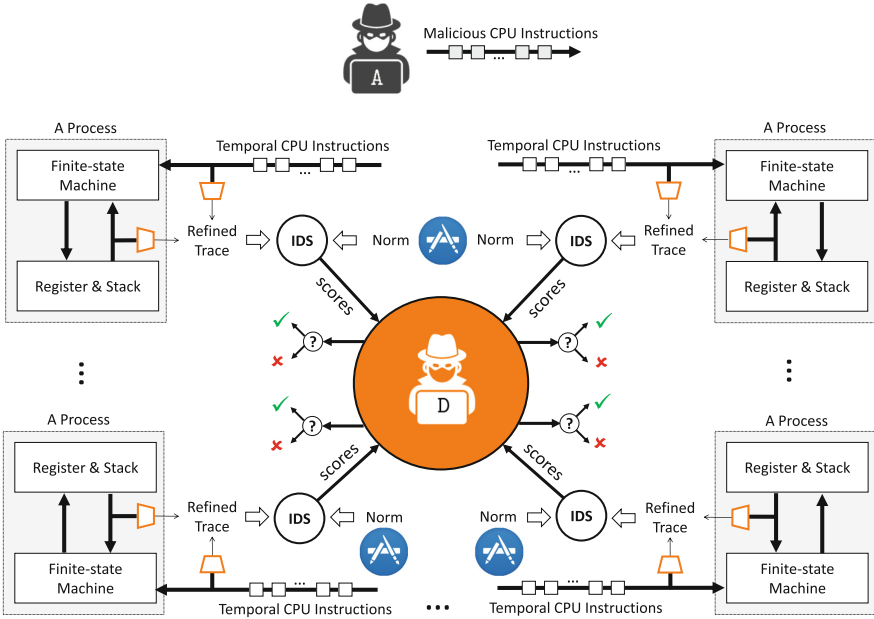 Malicious CPU Instructions
...
A
A Process
Temporal CPU Instructions
...
Finite-state
Machine
Register & Stack
Refined
Trace
IDS
Norm
scores
Temporal CPU Instructions
...
A Process
Finite-state
Machine
Register & Stack
Refined
Trace
IDS
Norm
scores
?
?
D
?
?
...
...
A Process
Register & Stack
Finite-state
Machine
Refined
Trace
IDS
Norm
scores
...
Temporal CPU Instructions
...
A Process
Register & Stack
Finite-state
Machine
Refined
Trace
IDS
Norm
scores
...
Temporal CPU Instructions